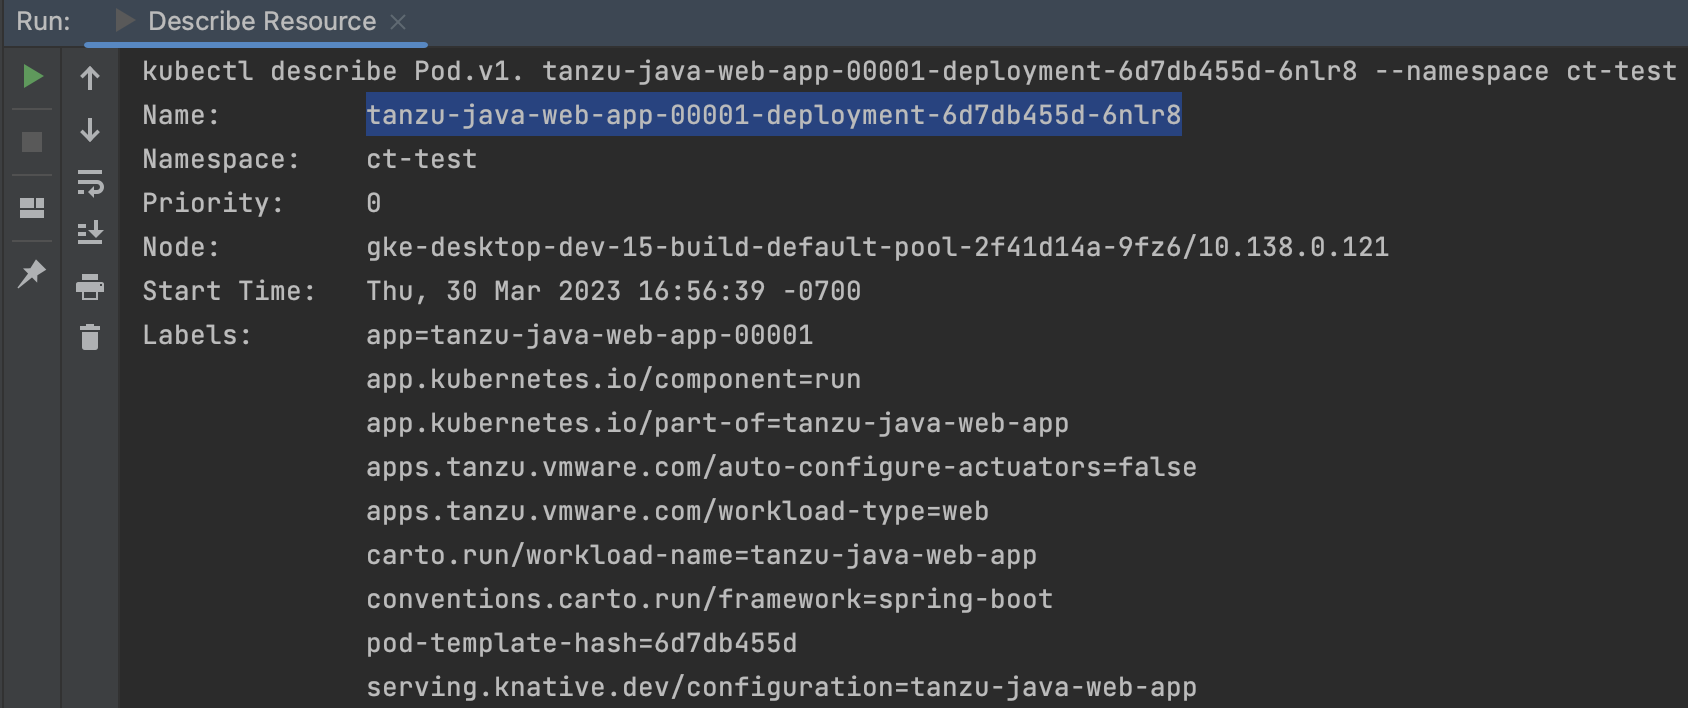 Run: Describe Resource
kubectl describe Pod.v1. tanzu-java-web-app-00001-deployment-6d7db455d-6nlr8 --namespace ct-test
Name: tanzu-java-web-app-00001-deployment-6d7db455d-6nlr8
Namespace: ct-test
Priority: 0
Node: gke-desktop-dev-15-build-default-pool-2f41d14a-9fz6/10.138.0.121
Start Time: Thu, 30 Mar 2023 16:56:39 -0700
Labels: app=tanzu-java-web-app-00001
app.kubernetes.io/component=run
app.kubernetes.io/part-of=tanzu-java-web-app
apps.tanzu.vmware.com/auto-configure-actuators=false
apps.tanzu.vmware.com/workload-type=web
carto.run/workload-name=tanzu-java-web-app
conventions.carto.run/framework=spring-boot
pod-template-hash=6d7db455d
serving.knative.dev/configuration=tanzu-java-web-app